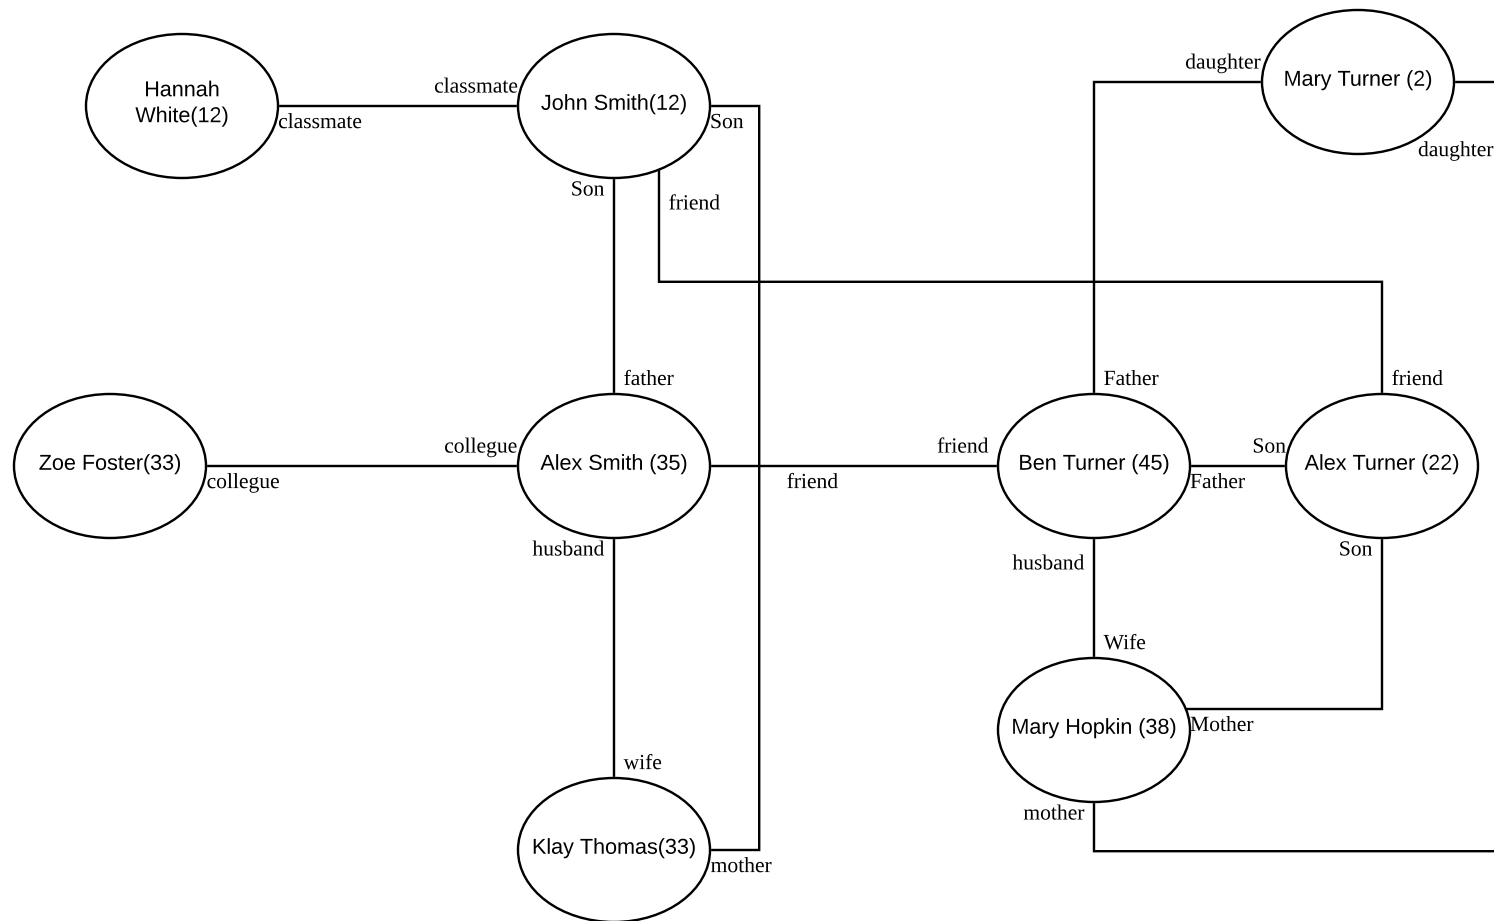 daughter
Mary Turner (2)
Hannah
White(12)
classmate
John Smith(12)
classmate
Son
daughter
Son
friend
father
Father
friend
Zoe Foster(33)
collegue
Alex Smith (35)
friend
Ben Turner (45)
Son
Alex Turner (22)
collegue
friend
Father
husband
husband
Son
Wife
Mary Hopkin (38)
Mother
wife
mother
Klay Thomas(33)
mother